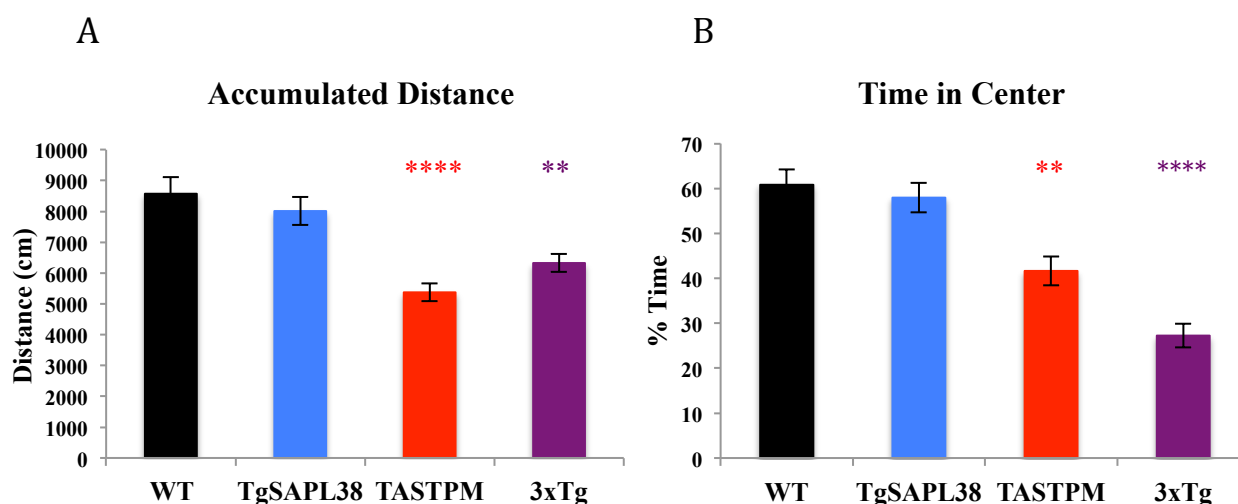 A
Accumulated Distance
**** **
Distance (cm)
10000
9000
8000
7000
6000
5000
4000
3000
2000
1000
0
WT TgSAPL38 TASTPM 3xTg
B
Time in Center
** ****
% Time
70
60
50
40
30
20
10
0
WT TgSAPL38 TASTPM 3xTg